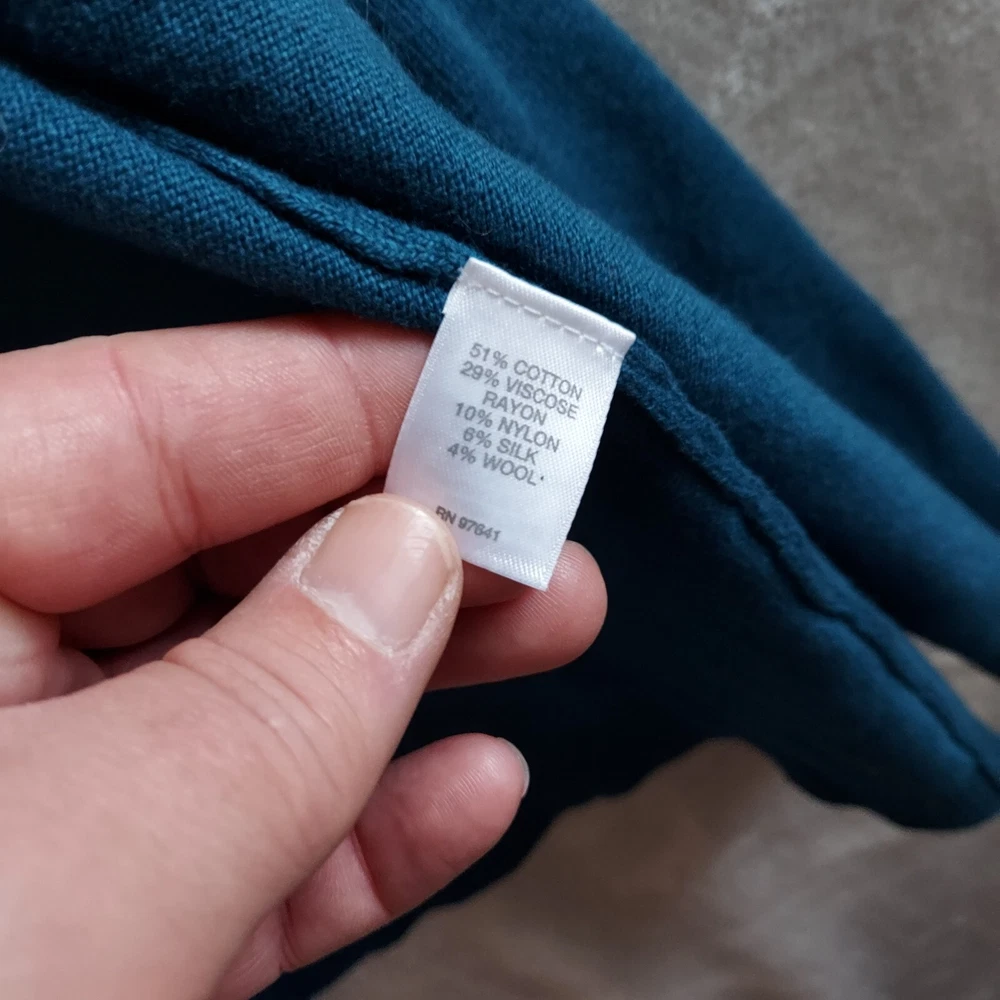 51% COTTON
29% VISCOSE
RAYON
10% NYLON
6% SILK
4% WOOL
RN 97641